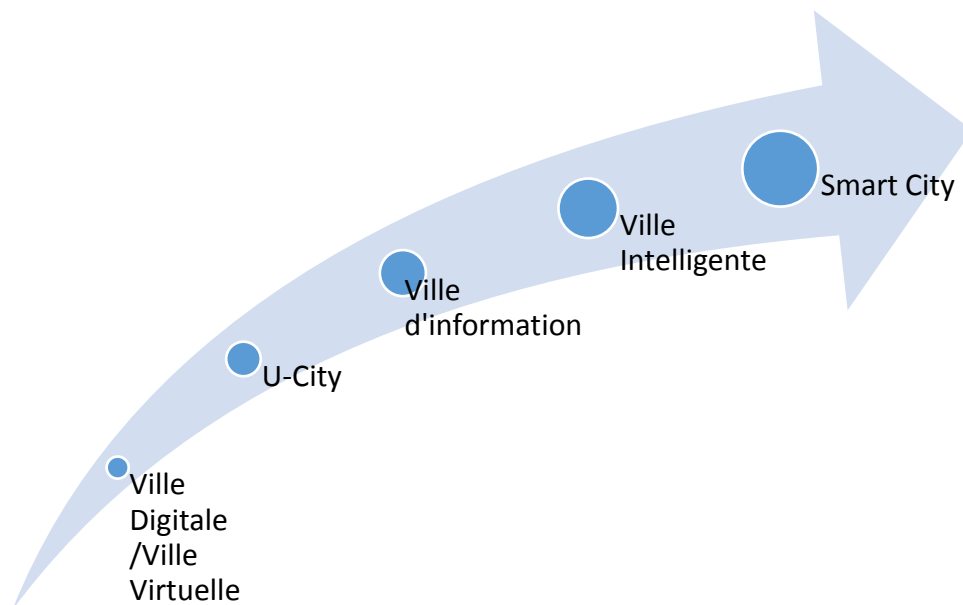 Ville
Digitale
/Ville
Virtuelle
U-City
Ville
d'information
Ville
Intelligente
Smart City